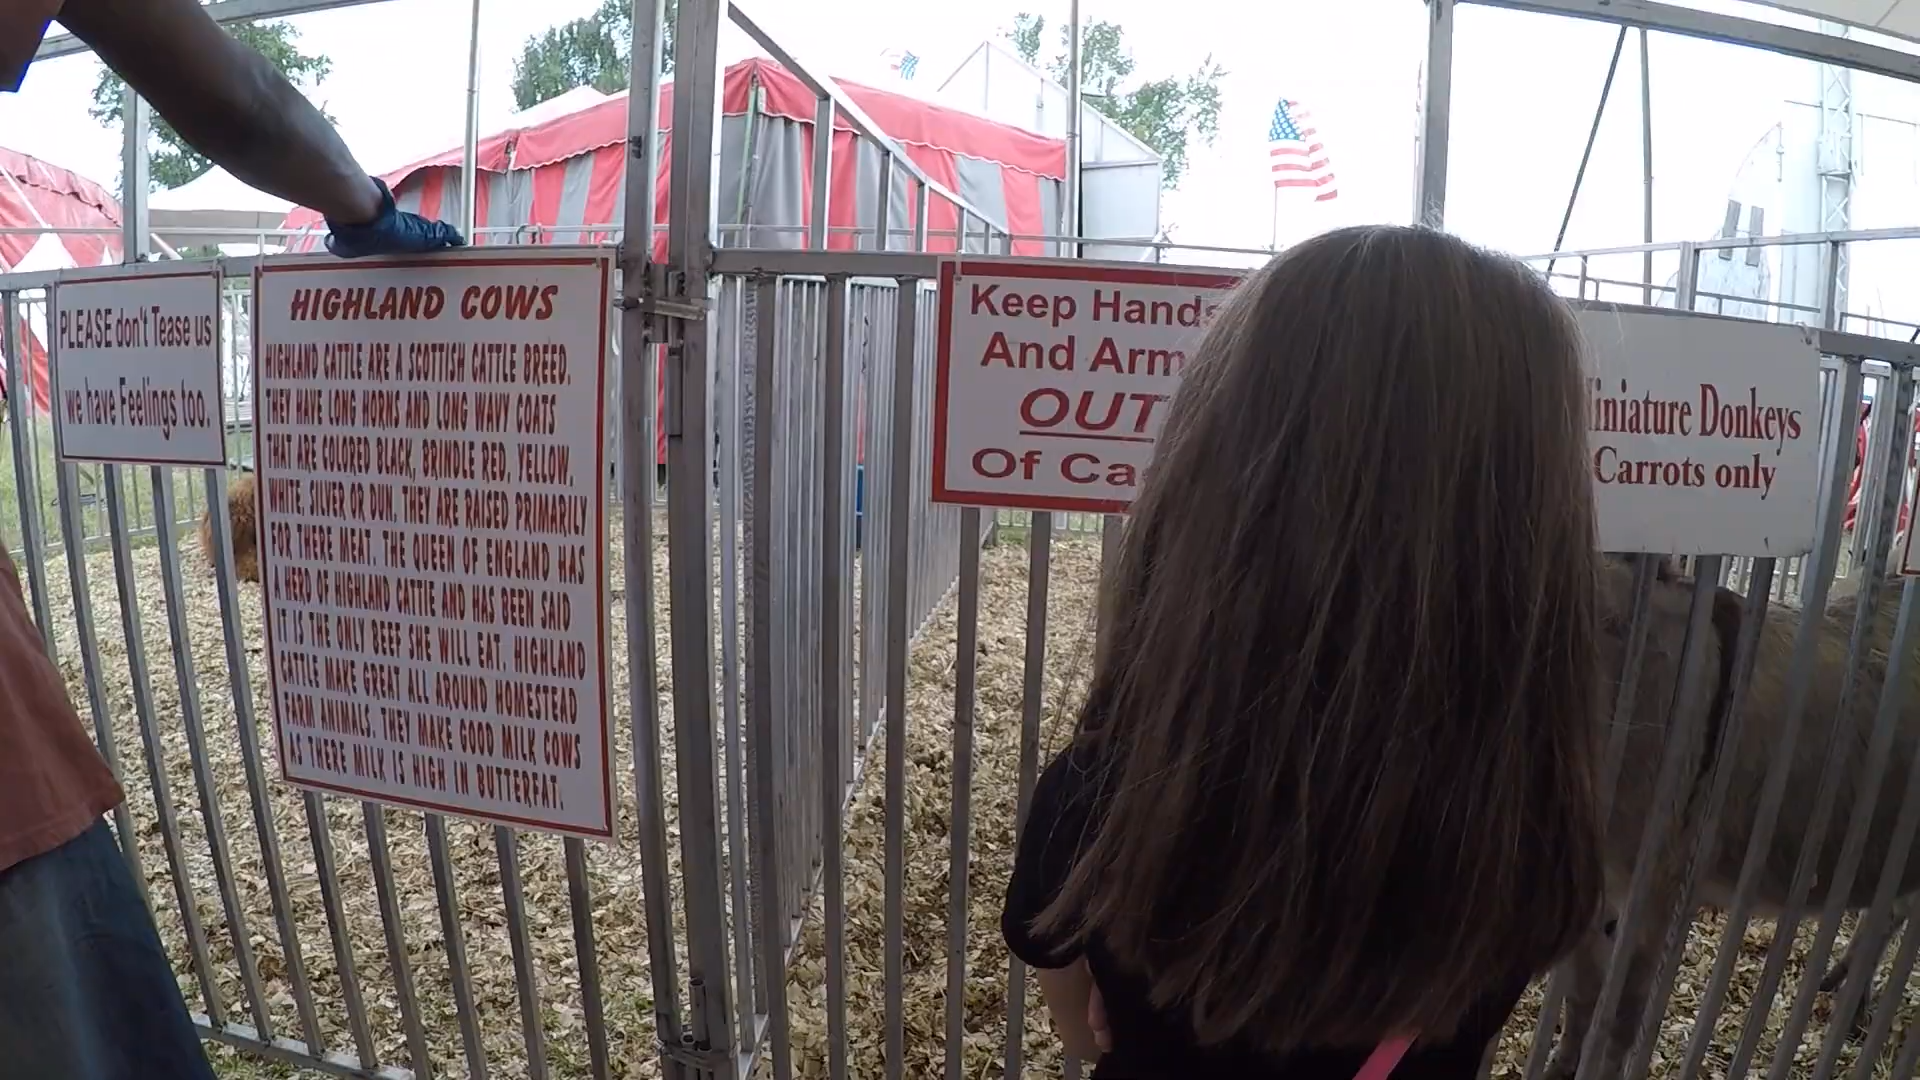 PLEASE don't Tease us
we have Feelings too.
HIGHLAND COWS
HIGHLAND CATTLE ARE A SCOTTISH CATTLE BREED.
THEY HAVE LONG HORNS AND LONG WAVY COATS
THAT ARE COLORED BLACK, BRINDLE RED, YELLOW,
WHITE, SILVER OR DUN. THEY ARE RAISED PRIMARILY
FOR THERE MEAT. THE QUEEN OF ENGLAND HAS
A HERD OF HIGHLAND CATTIE AND HAS BEEN SAID
IT IS THE ONLY BEEF SHE WILL EAT. HIGHLAND
CATTLE MAKE GREAT ALL AROUND HOMESTEAD
FARM ANIMALS. THEY MAKE GOOD MILK COWS
AS THERE MILK IS HIGH IN BUTTERFAT.
Keep Hands
And Arm
OUT
Of Ca
Miniature Donkeys
Carrots only